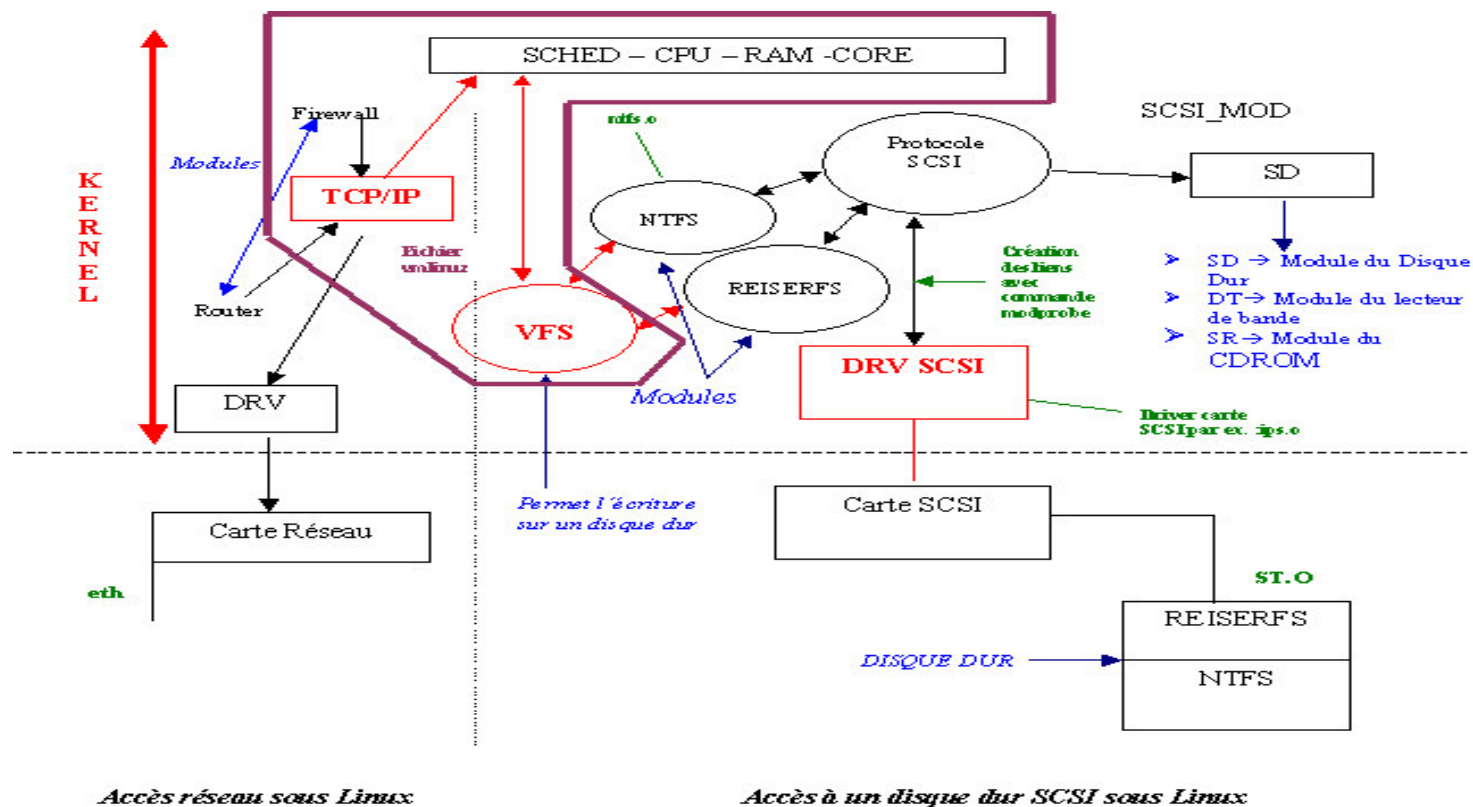 SCHED – CPU – RAM -CORE
Firewall
Modules
KERNEL
TCP/IP
Router
DRV
Carte Réseau
eth
Fichier
vmlinuz
VFS
Permet l'écriture
sur un disque dur
ntfs.o
NTFS
REISERFS
Modules
Protocole
SCSI
Création
des liens
avec
commande
modprobe
DRV SCSI
Driver carte
SCSI par ex. :ips.o
SCSI_MOD
SD
➤ SD → Module du Disque
Dur
➤ DT→ Module du lecteur
de bande
➤ SR → Module du
CDROM
Carte SCSI
ST.O
REISERFS
DISQUE DUR
NTFS
Accès réseau sous Linux
Accès à un disque dur SCSI sous Linux